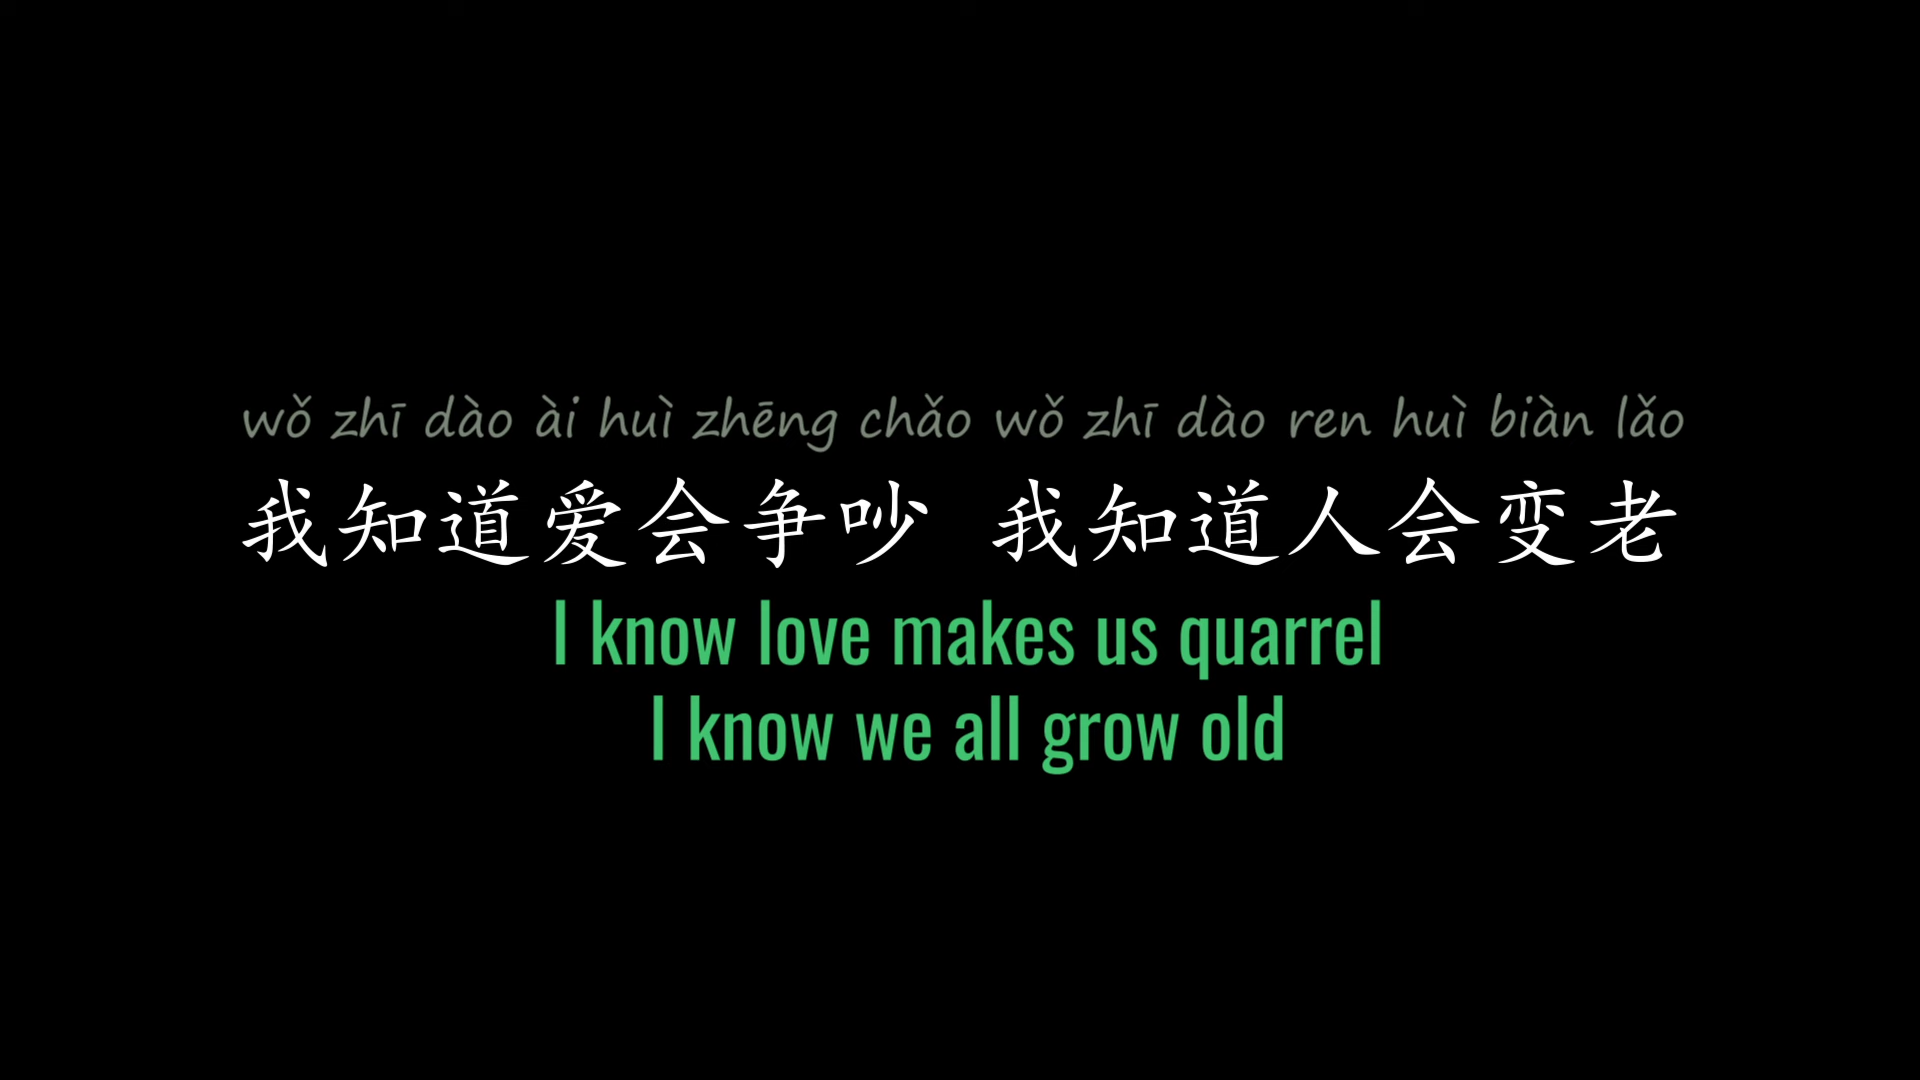 wǒ zhī dào ài huì zhēng chǎo wǒ zhī dào ren huì biàn lǎo
我知道爱会争吵 我知道人会变老
I know love makes us quarrel
I know we all grow old